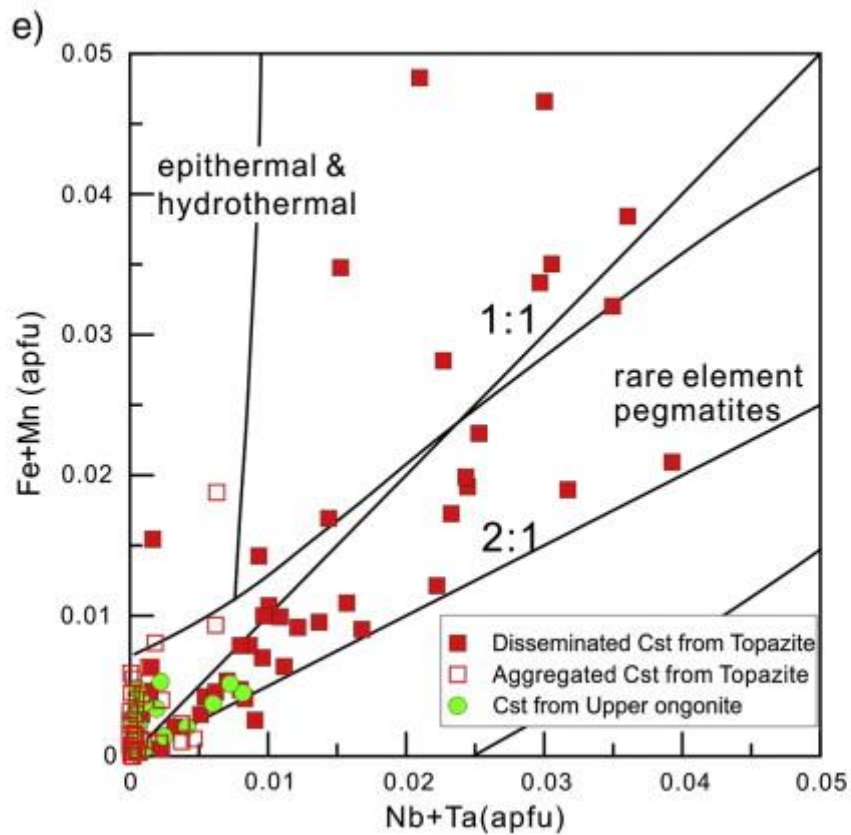 e)
0.05
epithermal &
hydrothermal
0.04
Fe+Mn (apfu)
0.03
1:1
rare element
pegmatites
0.02
2:1
0.01
Disseminated Cst from Topazite
Aggregated Cst from Topazite
Cst from Upper ongonite
0
0 0.01 0.02 0.03 0.04 0.05
Nb+Ta(apfu)